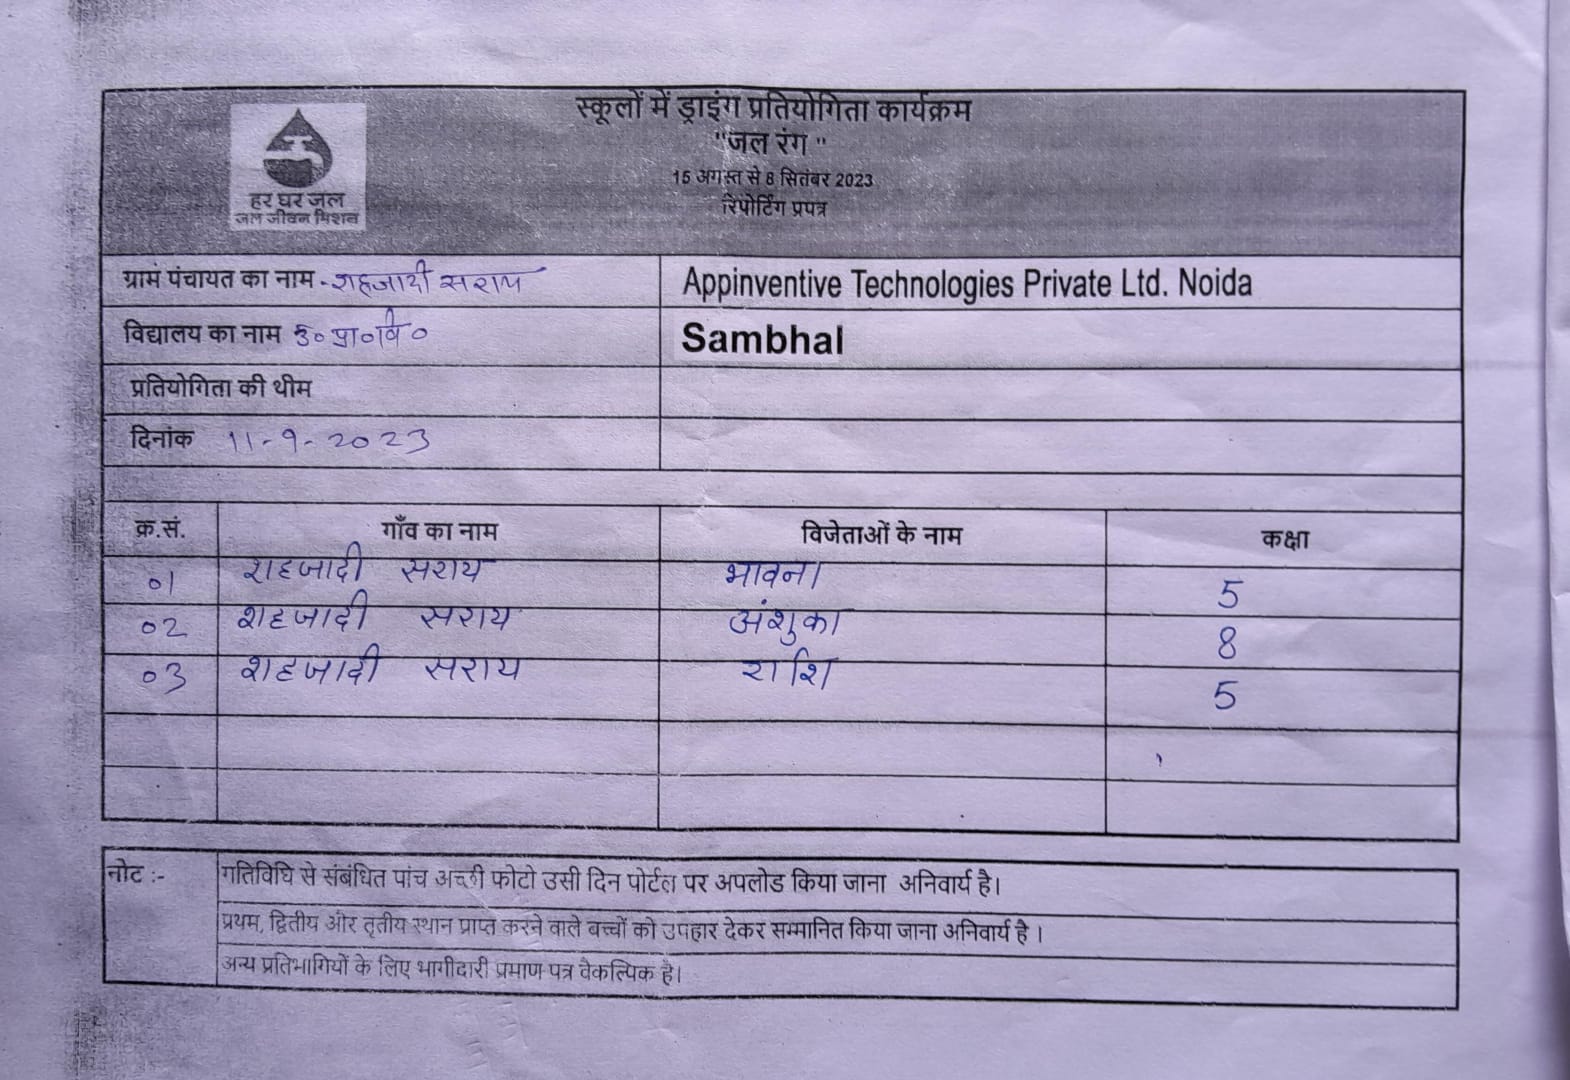 स्कूलों में ड्राइंग प्रतियोगिता कार्यक्रम
"जल रंग "
15 अगस्त से 8 सितंबर 2023
रिपोर्टिंग प्रपत्र
हर घर जल
जल जीवन मिशन
ग्राम पंचायत का नाम - शहजादी सराय Appinventive Technologies Private Ltd. Noida
विद्यालय का नाम उ० प्रा० वि० Sambhal
प्रतियोगिता की थीम
दिनांक 11-9-2023
क्र.सं. गाँव का नाम विजेताओं के नाम कक्षा
01 शहजादी सराय भावना 5
02 शहजादी सराय अंशुका 8
03 शहजादी सराय राशि 5
नोट :- गतिविधि से संबंधित पांच अच्छी फोटो उसी दिन पोर्टल पर अपलोड किया जाना अनिवार्य है।
प्रथम, द्वितीय और तृतीय स्थान प्राप्त करने वाले बच्चों को उपहार देकर सम्मानित किया जाना अनिवार्य है ।
अन्य प्रतिभागियों के लिए भागीदारी प्रमाण पत्र वैकल्पिक है।